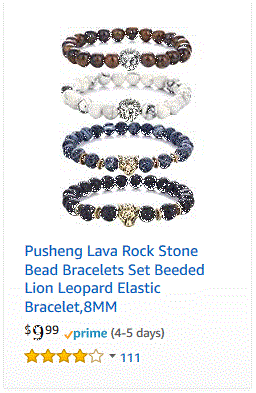 Pusheng Lava Rock Stone
Bead Bracelets Set Beeded
Lion Leopard Elastic
Bracelet,8MM
$9.99 prime (4-5 days)
111